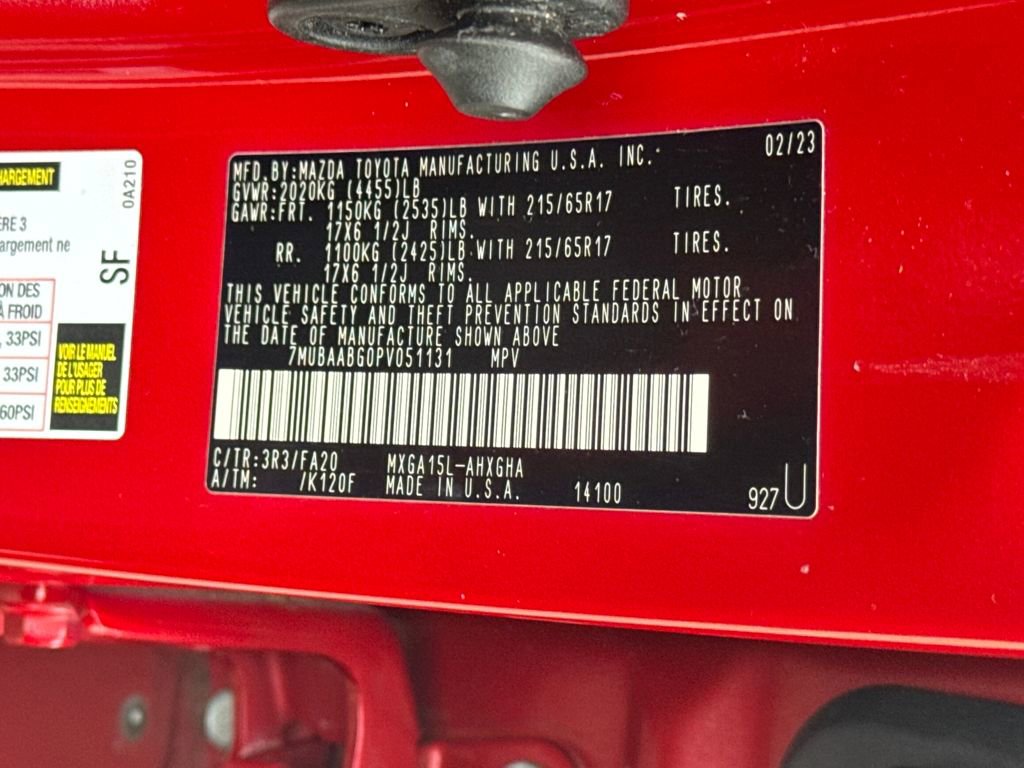 HARGEMENT
0A210
ÈRE 3
argement ne
SF
ON DES
À FROID
, 33PSI
33PSI
60PSI
VOIR LE MANUEL
DE L'USAGER
POUR PLUS DE
RENSEIGNEMENTS
MFD.BY:MAZDA TOYOTA MANUFACTURING U.S.A. INC. 02/23
GVWR:2020KG (4455)LB
GAWR:FRT. 1150KG (2535)LB WITH 215/65R17 TIRES.
17X6 1/2J RIMS.
RR. 1100KG (2425)LB WITH 215/65R17 TIRES.
17X6 1/2J RIMS.
THIS VEHICLE CONFORMS TO ALL APPLICABLE FEDERAL MOTOR
VEHICLE SAFETY AND THEFT PREVENTION STANDARDS IN EFFECT ON
THE DATE OF MANUFACTURE SHOWN ABOVE
7MUBAABG0PV051131 MPV
C/TR:3R3/FA20 MXGA15L-AHXGHA
A/TM: /K120F MADE IN U.S.A. 14100 927 U